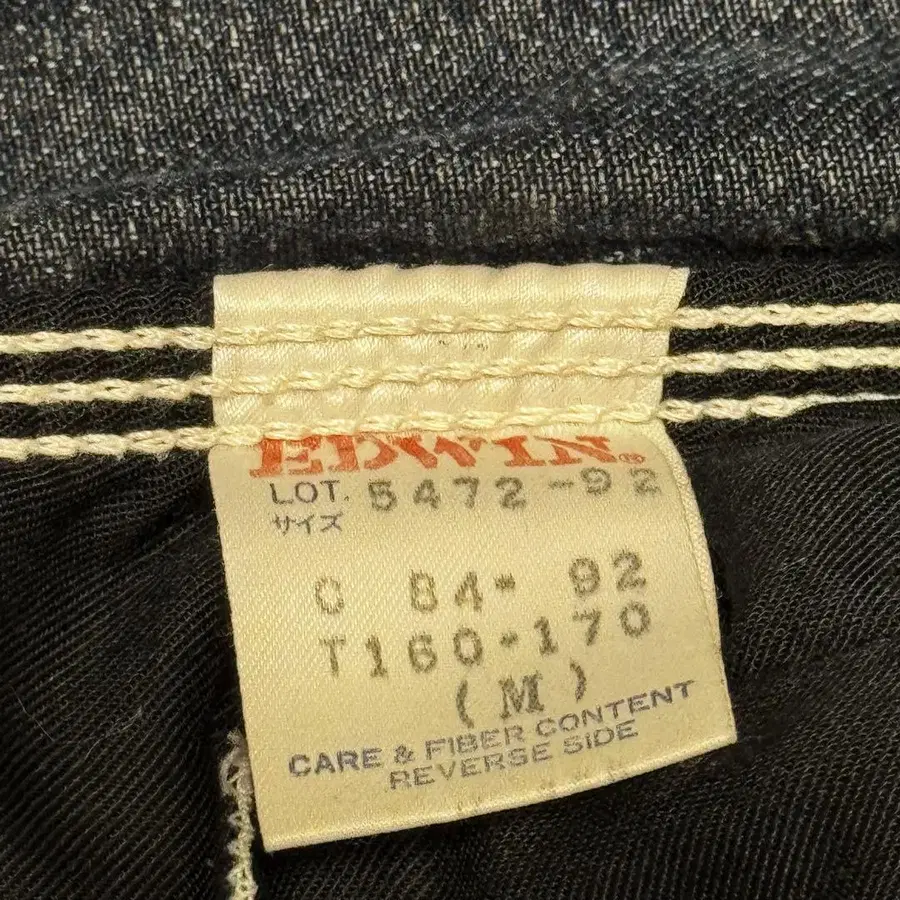 EDWIN®
LOT. 5472-92
サイズ
C 84- 92
T160-170
(M)
CARE & FIBER CONTENT
REVERSE SIDE